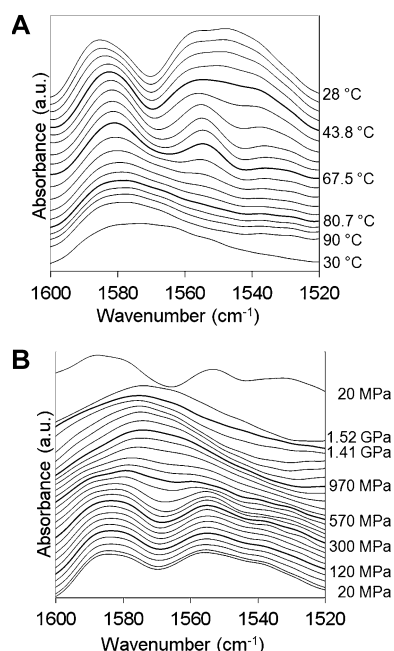 A
Absorbance (a.u.)
28 °C
43.8 °C
67.5 °C
80.7 °C
90 °C
30 °C
1600 1580 1560 1540 1520
Wavenumber (cm-1)
B
Absorbance (a.u.)
20 MPa
1.52 GPa
1.41 GPa
970 MPa
570 MPa
300 MPa
120 MPa
20 MPa
1600 1580 1560 1540 1520
Wavenumber (cm-1)